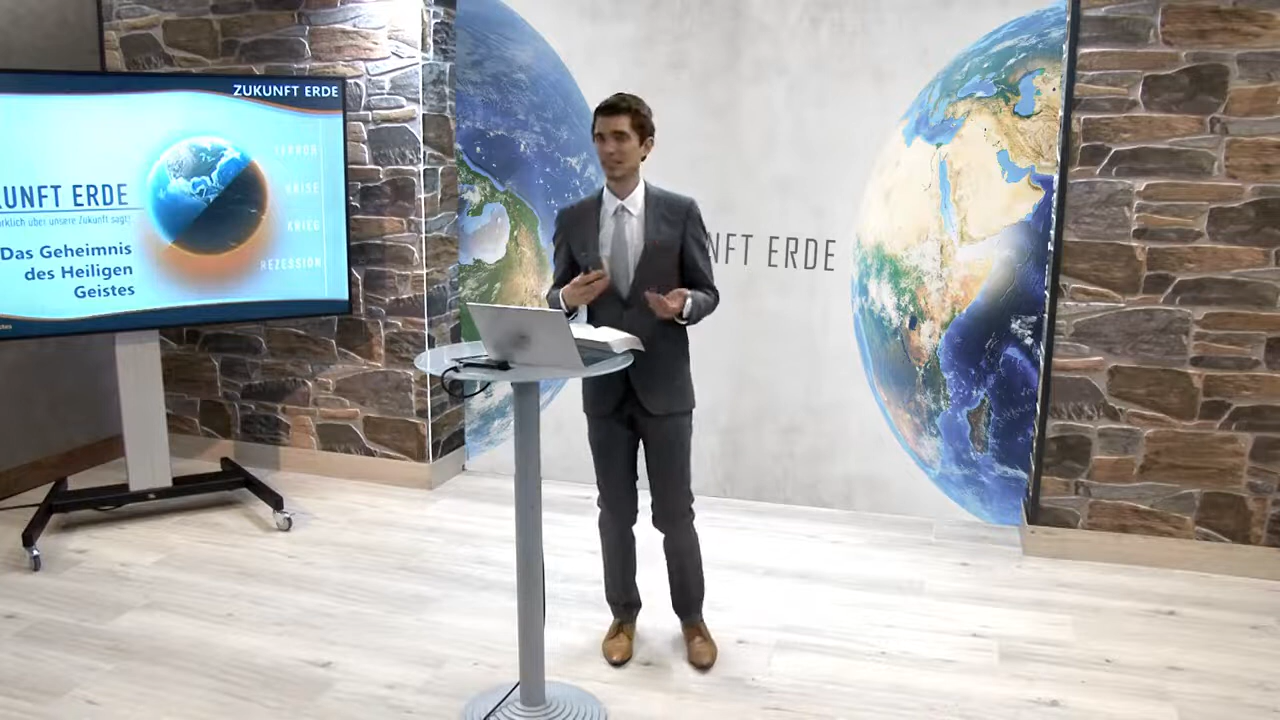 ZUKUNFT ERDE
KUNFT ERDE
rklich über unsere Zukunft sagt!
Das Geheimnis
des Heiligen
Geistes
TERROR
KRISE
KRIEG
REZESSION
NFT ERDE